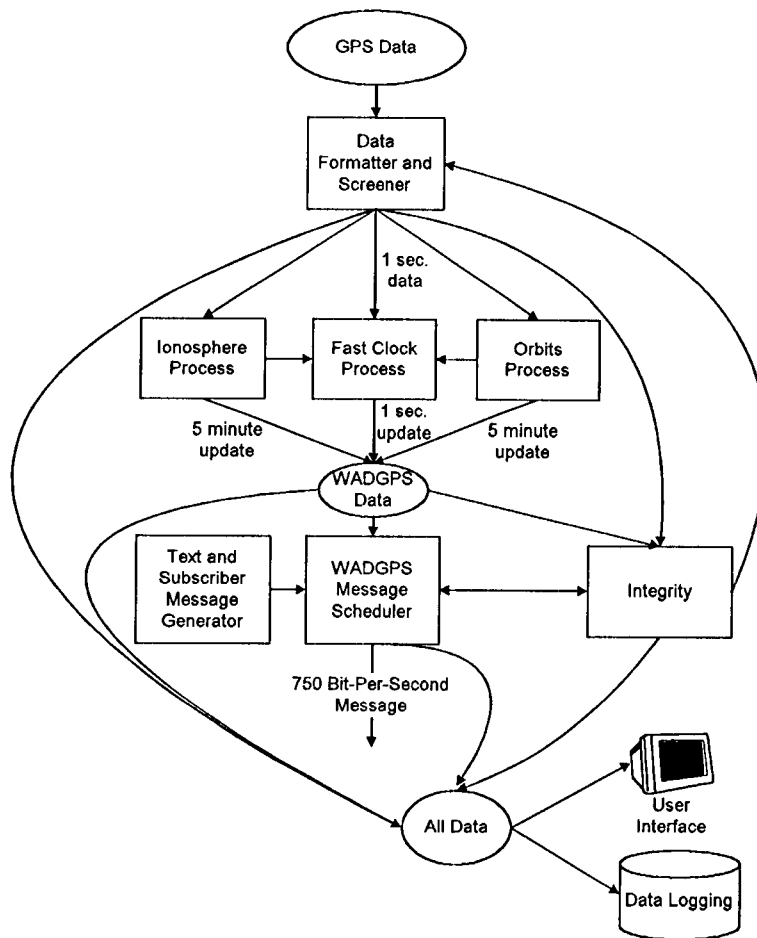 GPS Data
Data
Formatter and
Screener
1 sec.
data
Ionosphere
Process
Fast Clock
Process
Orbits
Process
5 minute
update
1 sec.
update
5 minute
update
WADGPS
Data
Text and
Subscriber
Message
Generator
WADGPS
Message
Scheduler
Integrity
750 Bit-Per-Second
Message
All Data
User
Interface
Data Logging